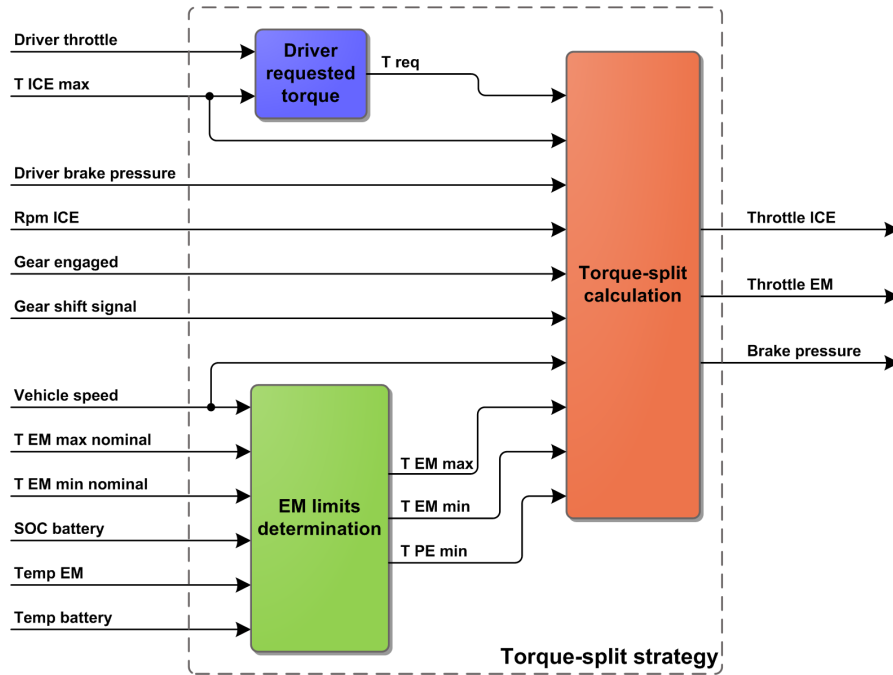 Driver throttle
T ICE max
Driver brake pressure
Rpm ICE
Gear engaged
Gear shift signal
Vehicle speed
T EM max nominal
T EM min nominal
SOC battery
Temp EM
Temp battery
Driver
requested
torque
T req
EM limits
determination
T EM max
T EM min
T PE min
Torque-split
calculation
Throttle ICE
Throttle EM
Brake pressure
Torque-split strategy